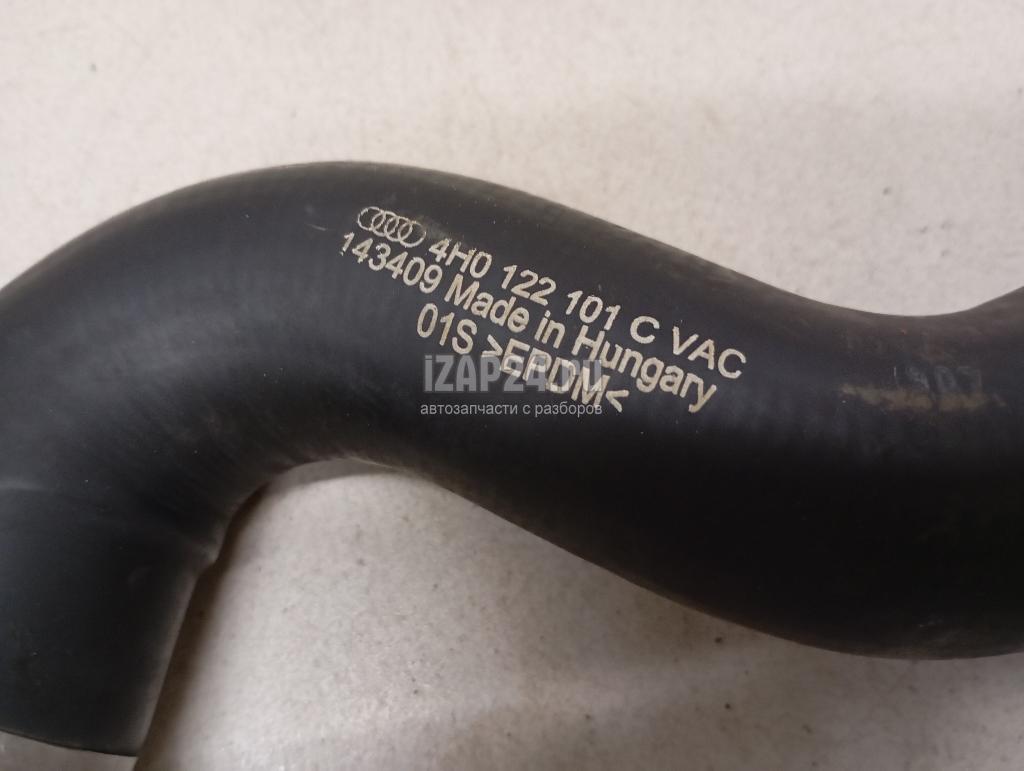 4H0 122 101 C VAC
143409 Made in Hungary
01S >EPDM<
iZAP24
автозапчасти с разборов